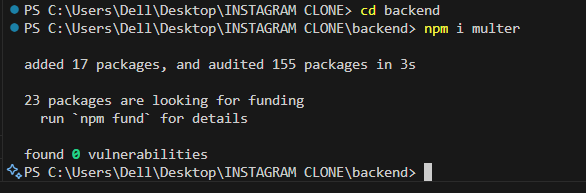 PS C:\Users\Dell\Desktop\INSTAGRAM CLONE> cd backend
PS C:\Users\Dell\Desktop\INSTAGRAM CLONE\backend> npm i multer
added 17 packages, and audited 155 packages in 3s
23 packages are looking for funding
  run `npm fund` for details
found 0 vulnerabilities
PS C:\Users\Dell\Desktop\INSTAGRAM CLONE\backend>